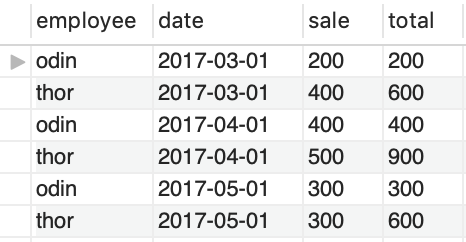 employee date sale total
odin 2017-03-01 200 200
thor 2017-03-01 400 600
odin 2017-04-01 400 400
thor 2017-04-01 500 900
odin 2017-05-01 300 300
thor 2017-05-01 300 600